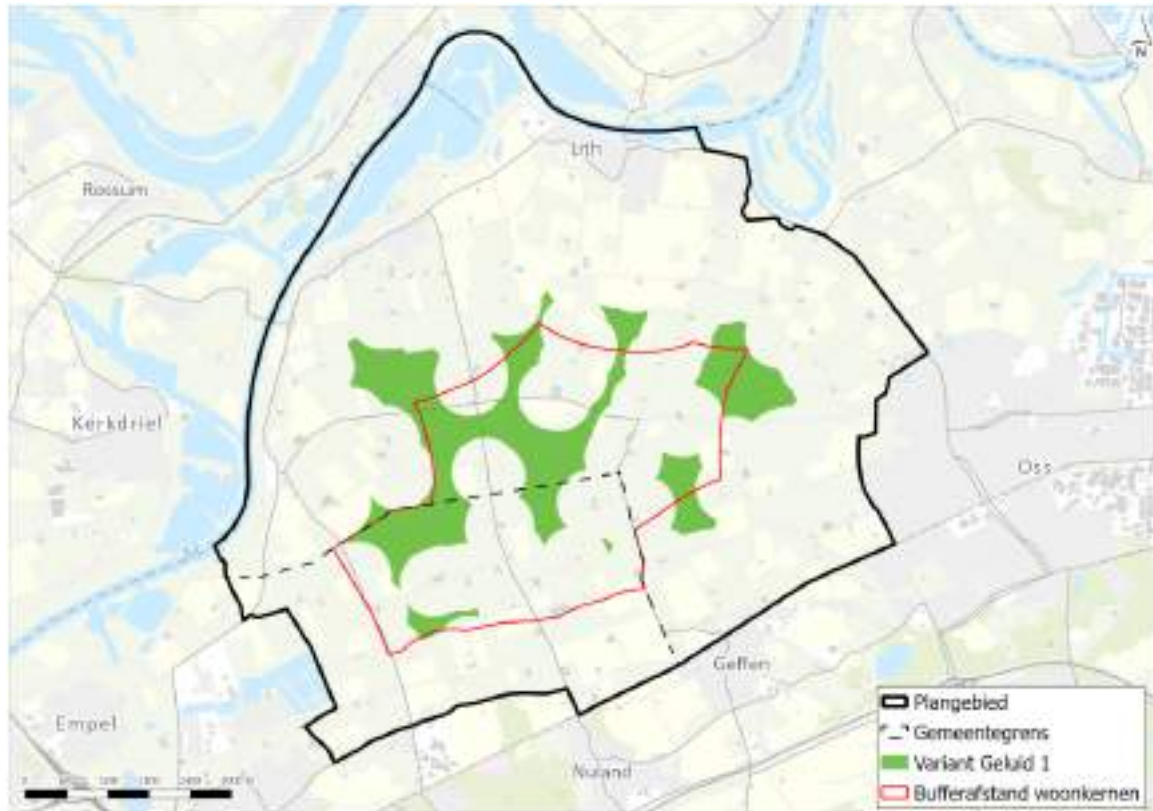 N
Lith
Rossum
Kerkdriel
Oss
Geffen
Empel
Nuland
Plangebied
Gemeentegrens
Variant Geluid 1
Bufferafstand woonkernen